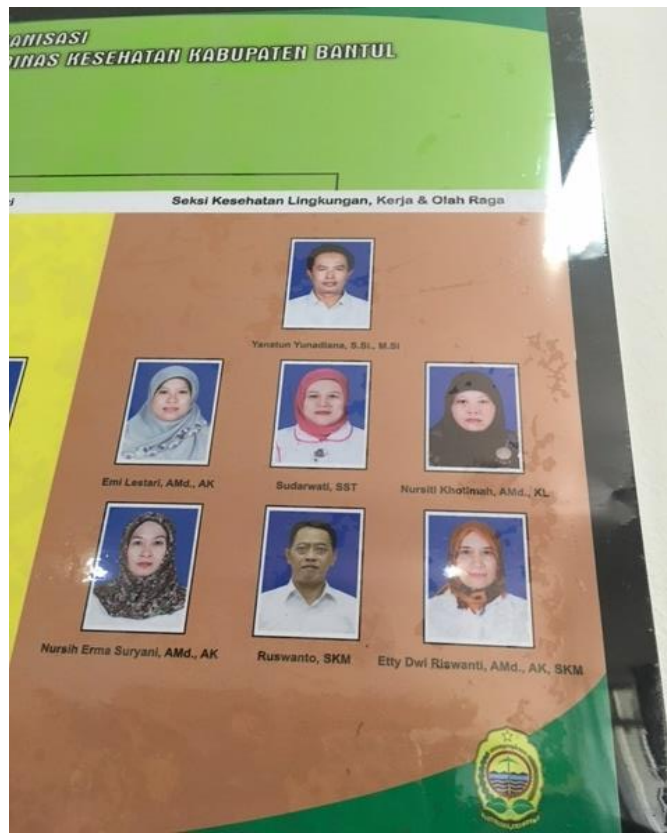 ANISASI
DINAS KESEHATAN KABUPATEN BANTUL
Seksi Kesehatan Lingkungan, Kerja & Olah Raga
Yanatun Yunadiana, S.Si., M.Si
Emi Lestari, AMd., AK
Sudarwati, SST
Nursiti Khotimah, AMd., KL
Nursih Erma Suryani, AMd., AK
Ruswanto, SKM
Etty Dwi Riswanti, AMd., AK, SKM